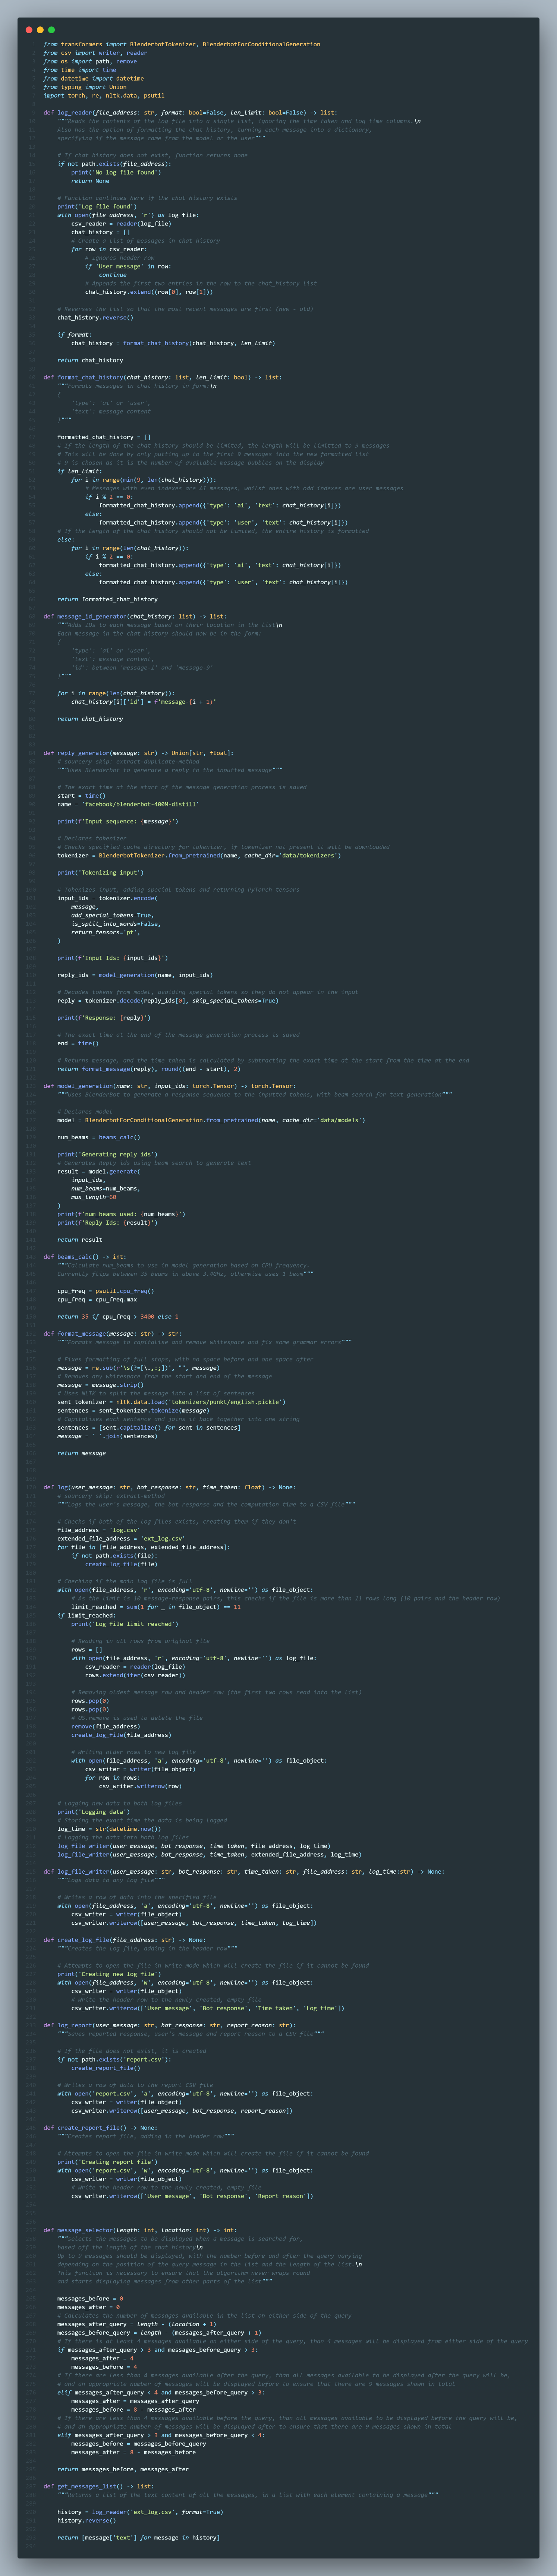 from transformers import BlenderbotTokenizer, BlenderbotForConditionalGeneration
from csv import writer, reader
from os import path, remove
from time import time
from datetime import datetime
from typing import Union
import torch, re, nltk.data, psutil
def log_reader(file_address: str, format: bool=False, len_limit: bool=False) -> list:
"""Reads the contents of the log file into a single list, ignoring the time taken and log time columns.\n
Also has the option of formatting the chat history, turning each message into a dictionary,
specifying if the message came from the model or the user"""
# If chat history does not exist, function returns none
if not path.exists(file_address):
print('No log file found')
return None
# Function continues here if the chat history exists
print('Log file found')
with open(file_address, 'r') as log_file:
csv_reader = reader(log_file)
chat_history = []
# Create a list of messages in chat history
for row in csv_reader:
# Ignores header row
if 'User message' in row:
continue
# Appends the first two entries in the row to the chat_history list
chat_history.extend((row[0], row[1]))
# Reverses the list so that the most recent messages are first (new - old)
chat_history.reverse()
if format:
chat_history = format_chat_history(chat_history, len_limit)
return chat_history
def format_chat_history(chat_history: list, len_limit: bool) -> list:
"""Formats messages in chat history in form:\n
{
'type': 'ai' or 'user',
'text': message content
}"""
formatted_chat_history = []
# If the length of the chat history should be limited, the length will be limitted to 9 messages
# This will be done by only putting up to the first 9 messages into the new formatted list
# 9 is chosen as it is the number of available message bubbles on the display
if len_limit:
for i in range(min(9, len(chat_history))):
# Messages with even indexes are AI messages, whilst ones with odd indexes are user messages
if i % 2 == 0:
formatted_chat_history.append({'type': 'ai', 'text': chat_history[i]})
else:
formatted_chat_history.append({'type': 'user', 'text': chat_history[i]})
# If the length of the chat history should not be limited, the entire history is formatted
else:
for i in range(len(chat_history)):
if i % 2 == 0:
formatted_chat_history.append({'type': 'ai', 'text': chat_history[i]})
else:
formatted_chat_history.append({'type': 'user', 'text': chat_history[i]})
return formatted_chat_history
def message_id_generator(chat_history: list) -> list:
"""Adds IDs to each message based on their location in the list\n
Each message in the chat history should now be in the form:
{
'type': 'ai' or 'user',
'text': message content,
'id': between 'message-1' and 'message-9'
}"""
for i in range(len(chat_history)):
chat_history[i]['id'] = f'message-{i + 1}'
return chat_history
def reply_generator(message: str) -> Union[str, float]:
# sourcery skip: extract-duplicate-method
"""Uses Blenderbot to generate a reply to the inputted message"""
# The exact time at the start of the message generation process is saved
start = time()
name = 'facebook/blenderbot-400M-distill'
print(f'Input sequence: {message}')
# Declares tokenizer
# Checks specified cache directory for tokenizer, if tokenizer not present it will be downloaded
tokenizer = BlenderbotTokenizer.from_pretrained(name, cache_dir='data/tokenizers')
print('Tokenizing input')
# Tokenizes input, adding special tokens and returning PyTorch tensors
input_ids = tokenizer.encode(
message,
add_special_tokens=True,
is_split_into_words=False,
return_tensors='pt',
)
print(f'Input Ids: {input_ids}')
reply_ids = model_generation(name, input_ids)
# Decodes tokens from model, avoiding special tokens so they do not appear in the input
reply = tokenizer.decode(reply_ids[0], skip_special_tokens=True)
print(f'Response: {reply}')
# The exact time at the end of the message generation process is saved
end = time()
# Returns message, and the time taken is calculated by subtracting the exact time at the start from the time at the end
return format_message(reply), round((end - start), 2)
def model_generation(name: str, input_ids: torch.Tensor) -> torch.Tensor:
"""Uses BlenderBot to generate a response sequence to the inputted tokens, with beam search for text generation"""
# Declares model
model = BlenderbotForConditionalGeneration.from_pretrained(name, cache_dir='data/models')
num_beams = beams_calc()
print('Generating reply ids')
# Generates Reply ids using beam search to generate text
result = model.generate(
input_ids,
num_beams=num_beams,
max_length=60
)
print(f'num_beams used: {num_beams}')
print(f'Reply Ids: {result}')
return result
def beams_calc() -> int:
"""Calculate num_beams to use in model generation based on CPU frequency.
Currently flips between 35 beams in above 3.4GHz, otherwise uses 1 beam"""
cpu_freq = psutil.cpu_freq()
cpu_freq = cpu_freq.max
return 35 if cpu_freq > 3400 else 1
def format_message(message: str) -> str:
"""Formats message to capitalise and remove whitespace and fix some grammar errors"""
# Fixes formatting of full stops, with no space before and one space after
message = re.sub(r'\s(?=[\.,:;])', "", message)
# Removes any whitespace from the start and end of the message
message = message.strip()
# Uses NLTK to split the message into a list of sentences
sent_tokenizer = nltk.data.load('tokenizers/punkt/english.pickle')
sentences = sent_tokenizer.tokenize(message)
# Capitalises each sentence and joins it back together into one string
sentences = [sent.capitalize() for sent in sentences]
message = ' '.join(sentences)
return message
def log(user_message: str, bot_response: str, time_taken: float) -> None:
# sourcery skip: extract-method
"""Logs the user's message, the bot response and the computation time to a CSV file"""
# Checks if both of the log files exists, creating them if they don't
file_address = 'log.csv'
extended_file_address = 'ext_log.csv'
for file in [file_address, extended_file_address]:
if not path.exists(file):
create_log_file(file)
# Checking if the main log file is full
with open(file_address, 'r', encoding='utf-8', newline='') as file_object:
# As the limit is 10 message-response pairs, this checks if the file is more than 11 rows long (10 pairs and the header row)
limit_reached = sum(1 for _ in file_object) == 11
if limit_reached:
print('Log file limit reached')
# Reading in all rows from original file
rows = []
with open(file_address, 'r', encoding='utf-8', newline='') as log_file:
csv_reader = reader(log_file)
rows.extend(iter(csv_reader))
# Removing oldest message row and header row (the first two rows read into the list)
rows.pop(0)
rows.pop(0)
# OS.remove is used to delete the file
remove(file_address)
create_log_file(file_address)
# Writing older rows to new log file
with open(file_address, 'a', encoding='utf-8', newline='') as file_object:
csv_writer = writer(file_object)
for row in rows:
csv_writer.writerow(row)
# Logging new data to both log files
print('Logging data')
# Storing the exact time the data is being logged
log_time = str(datetime.now())
# Logging the data into both log files
log_file_writer(user_message, bot_response, time_taken, file_address, log_time)
log_file_writer(user_message, bot_response, time_taken, extended_file_address, log_time)
def log_file_writer(user_message: str, bot_response: str, time_taken: str, file_address: str, log_time:str) -> None:
"""Logs data to any log file"""
# Writes a row of data into the specified file
with open(file_address, 'a', encoding='utf-8', newline='') as file_object:
csv_writer = writer(file_object)
csv_writer.writerow([user_message, bot_response, time_taken, log_time])
def create_log_file(file_address: str) -> None:
"""Creates the log file, adding in the header row"""
# Attempts to open the file in write mode which will create the file if it cannot be found
print('Creating new log file')
with open(file_address, 'w', encoding='utf-8', newline='') as file_object:
csv_writer = writer(file_object)
# Write the header row to the newly created, empty file
csv_writer.writerow(['User message', 'Bot response', 'Time taken', 'Log time'])
def log_report(user_message: str, bot_response: str, report_reason: str):
"""Saves reported response, user's message and report reason to a CSV file"""
# If the file does not exist, it is created
if not path.exists('report.csv'):
create_report_file()
# Writes a row of data to the report CSV file
with open('report.csv', 'a', encoding='utf-8', newline='') as file_object:
csv_writer = writer(file_object)
csv_writer.writerow([user_message, bot_response, report_reason])
def create_report_file() -> None:
"""Creates report file, adding in the header row"""
# Attempts to open the file in write mode which will create the file if it cannot be found
print('Creating report file')
with open('report.csv', 'w', encoding='utf-8', newline='') as file_object:
csv_writer = writer(file_object)
# Write the header row to the newly created, empty file
csv_writer.writerow(['User message', 'Bot response', 'Report reason'])
def message_selector(length: int, location: int) -> int:
"""Selects the messages to be displayed when a message is searched for,
based off the length of the chat history\n
Up to 9 messages should be displayed, with the number before and after the query varying
depending on the position of the query message in the list and the length of the list.\n
This function is necessary to ensure that the algorithm never wraps round
and starts displaying messages from other parts of the list"""
messages_before = 0
messages_after = 0
# Calculates the number of messages available in the list on either side of the query
messages_after_query = length - (location + 1)
messages_before_query = length - (messages_after_query + 1)
# If there is at least 4 messages available on either side of the query, than 4 messages will be displayed from either side of the query
if messages_after_query > 3 and messages_before_query > 3:
messages_after = 4
messages_before = 4
# If there are less than 4 messages available after the query, than all messages available to be displayed after the query will be,
# and an appropriate number of messages will be displayed before to ensure that there are 9 messages shown in total
elif messages_after_query < 4 and messages_before_query > 3:
messages_after = messages_after_query
messages_before = 8 - messages_after
# If there are less than 4 messages available before the query, than all messages available to be displayed before the query will be,
# and an appropriate number of messages will be displayed after to ensure that there are 9 messages shown in total
elif messages_after_query > 3 and messages_before_query < 4:
messages_before = messages_before_query
messages_after = 8 - messages_before
return messages_before, messages_after
def get_messages_list() -> list:
"""Returns a list of the text content of all the messages, in a list with each element containing a message"""
history = log_reader('ext_log.csv', format=True)
history.reverse()
return [message['text'] for message in history]